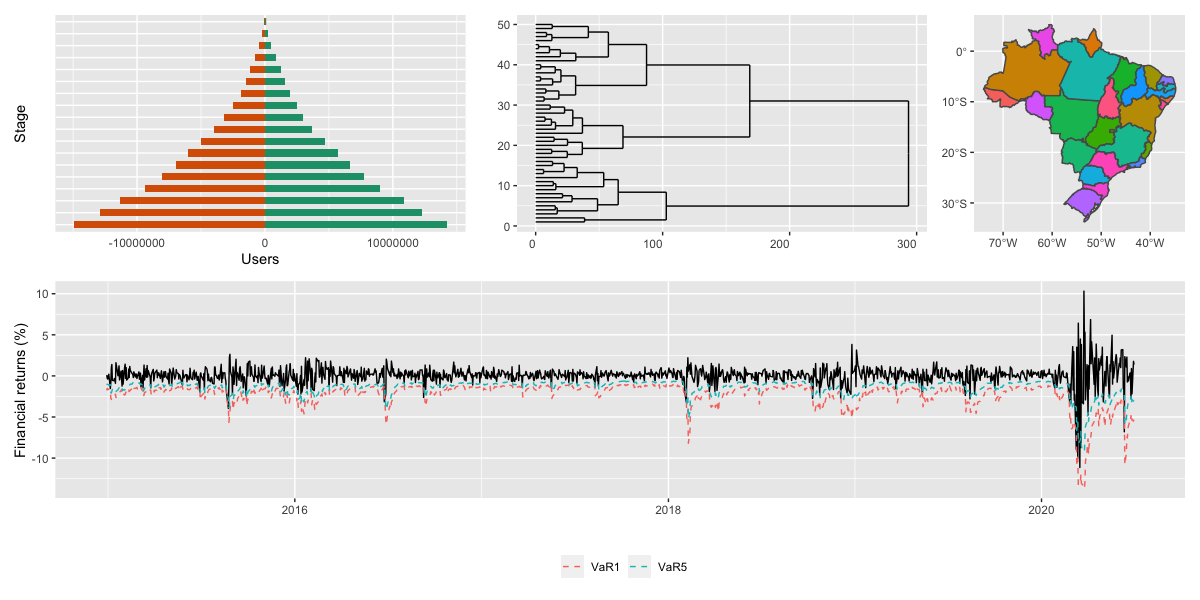 Stage
-10000000 0 10000000
Users
50
40
30
20
10
0
0 100 200 300
0°
10°S
20°S
30°S
70°W 60°W 50°W 40°W
Financial returns (%)
10
5
0
-5
-10
2016 2018 2020
VaR1 VaR5